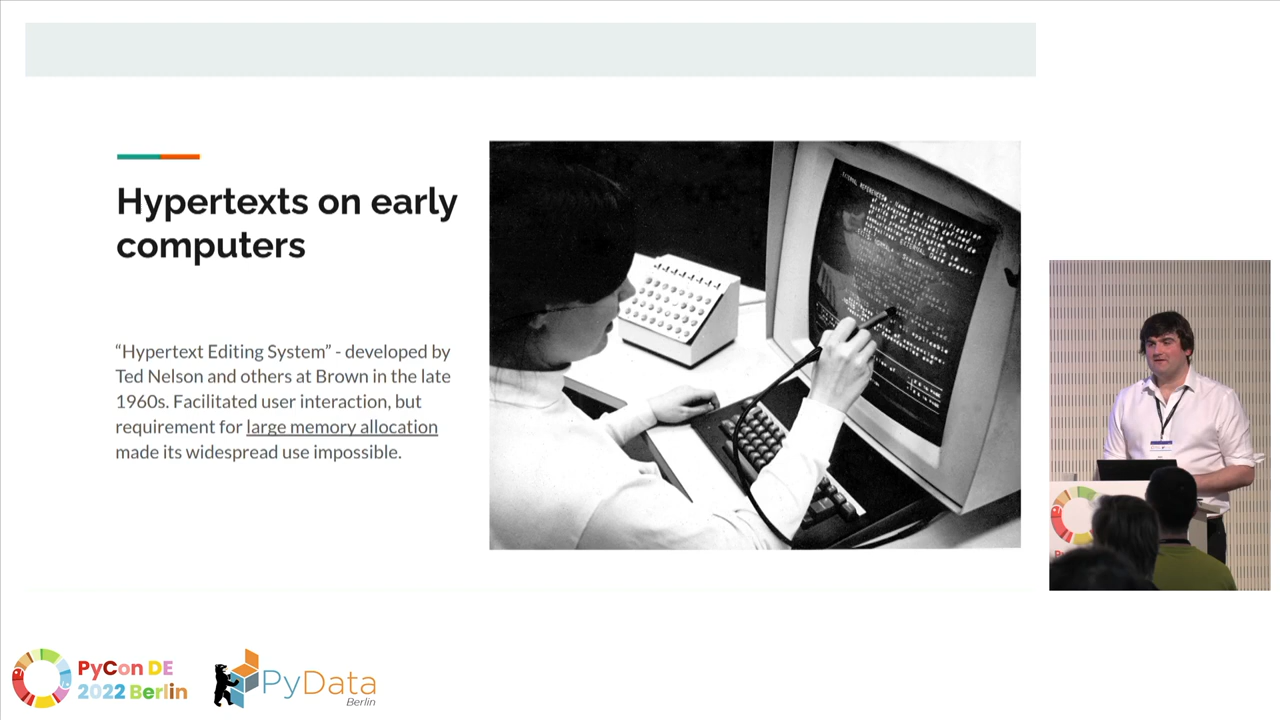 Hypertexts on early
computers
“Hypertext Editing System” - developed by
Ted Nelson and others at Brown in the late
1960s. Facilitated user interaction, but
requirement for large memory allocation
made its widespread use impossible.
PyCon DE
2022 Berlin
PyData
Berlin